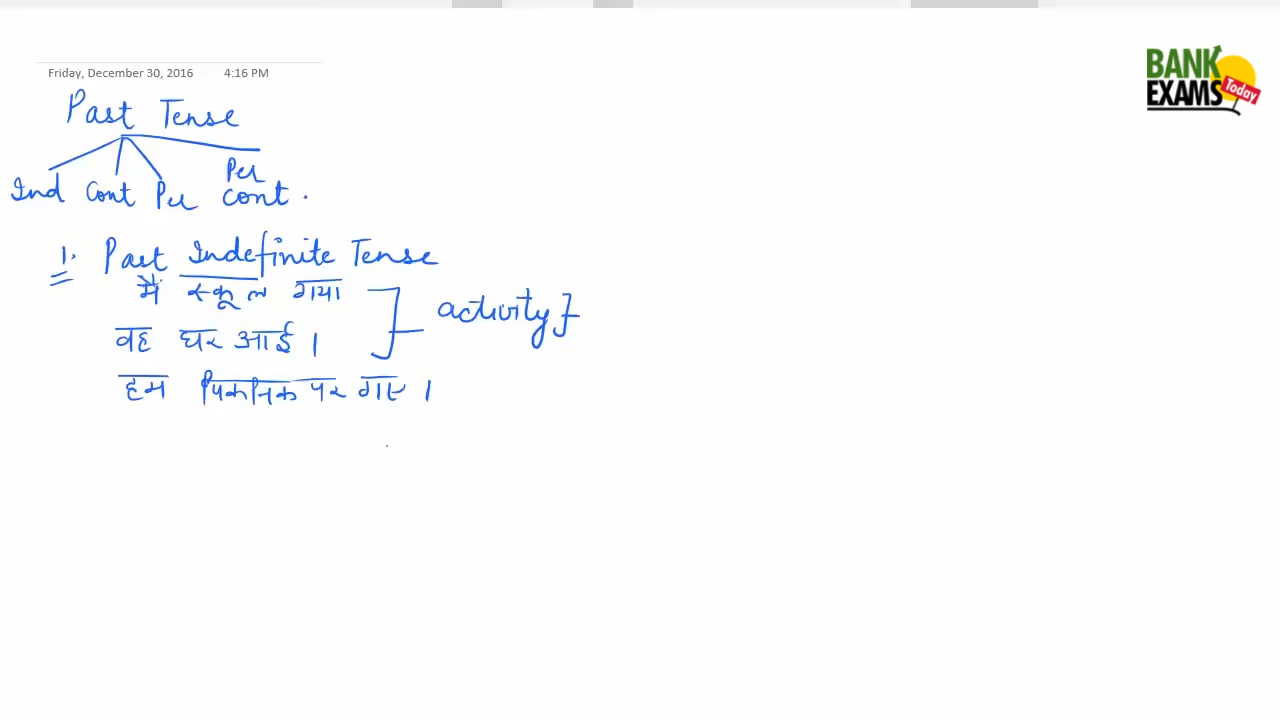 Friday, December 30, 2016 4:16 PM
BANK
EXAMS Today
Past Tense
Ind Cont Per Per cont.
1. Past Indefinite Tense
मैं स्कूल गया
वह घर आई ।
activity
हम पिकनिक पर गए ।